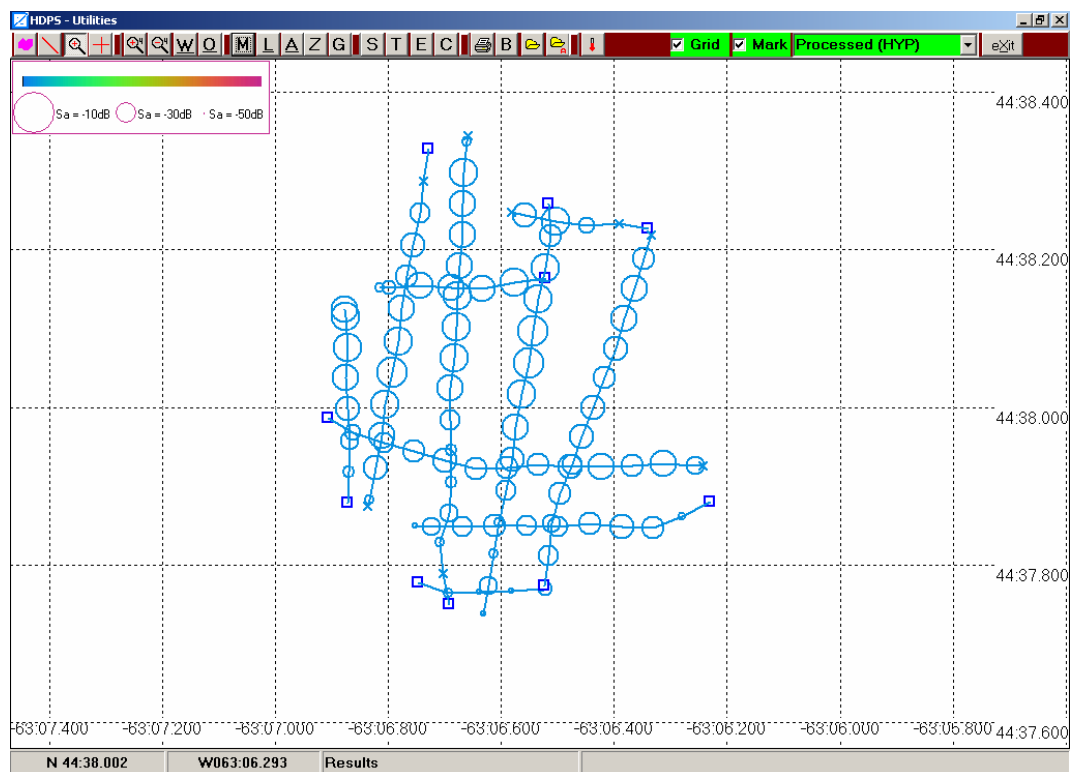 HDPS - Utilities
W O M L A Z G S T E C B Grid Mark Processed (HYP) eXit
Sa = -10dB Sa = -30dB Sa = -50dB
44:38.400
44:38.200
44:38.000
44:37.800
-63:07.400 -63:07.200 -63:07.000 -63:06.800 -63:06.600 -63:06.400 -63:06.200 -63:06.000 -63:05.800 44:37.600
N 44:38.002 W063:06.293 Results